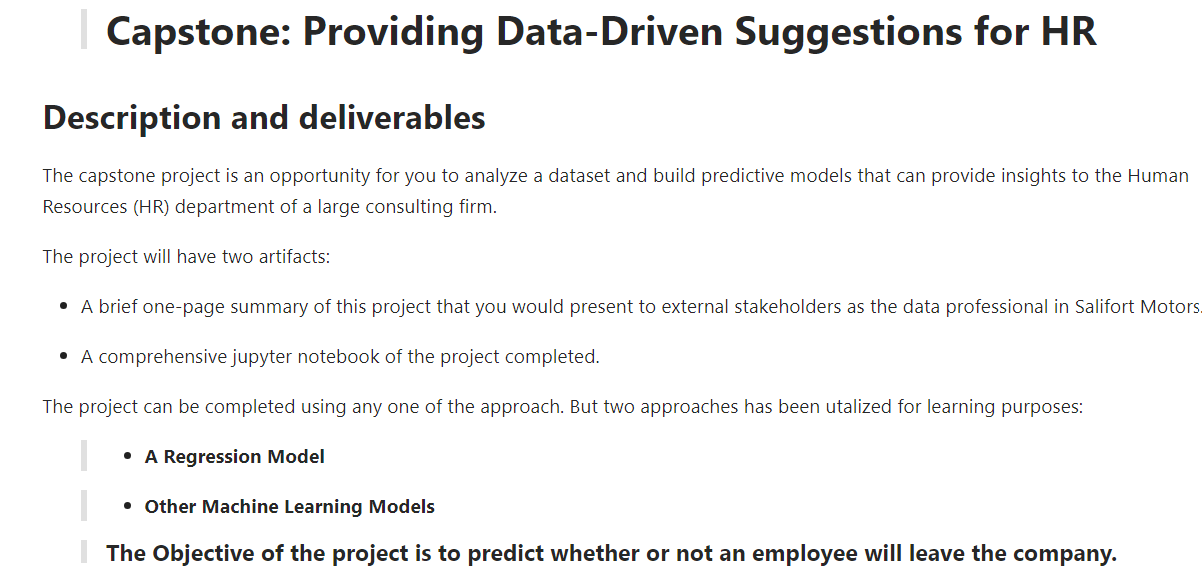 Capstone: Providing Data-Driven Suggestions for HR
Description and deliverables
The capstone project is an opportunity for you to analyze a dataset and build predictive models that can provide insights to the Human
Resources (HR) department of a large consulting firm.
The project will have two artifacts:
• A brief one-page summary of this project that you would present to external stakeholders as the data professional in Salifort Motors.
• A comprehensive jupyter notebook of the project completed.
The project can be completed using any one of the approach. But two approaches has been utalized for learning purposes:
• A Regression Model
• Other Machine Learning Models
The Objective of the project is to predict whether or not an employee will leave the company.